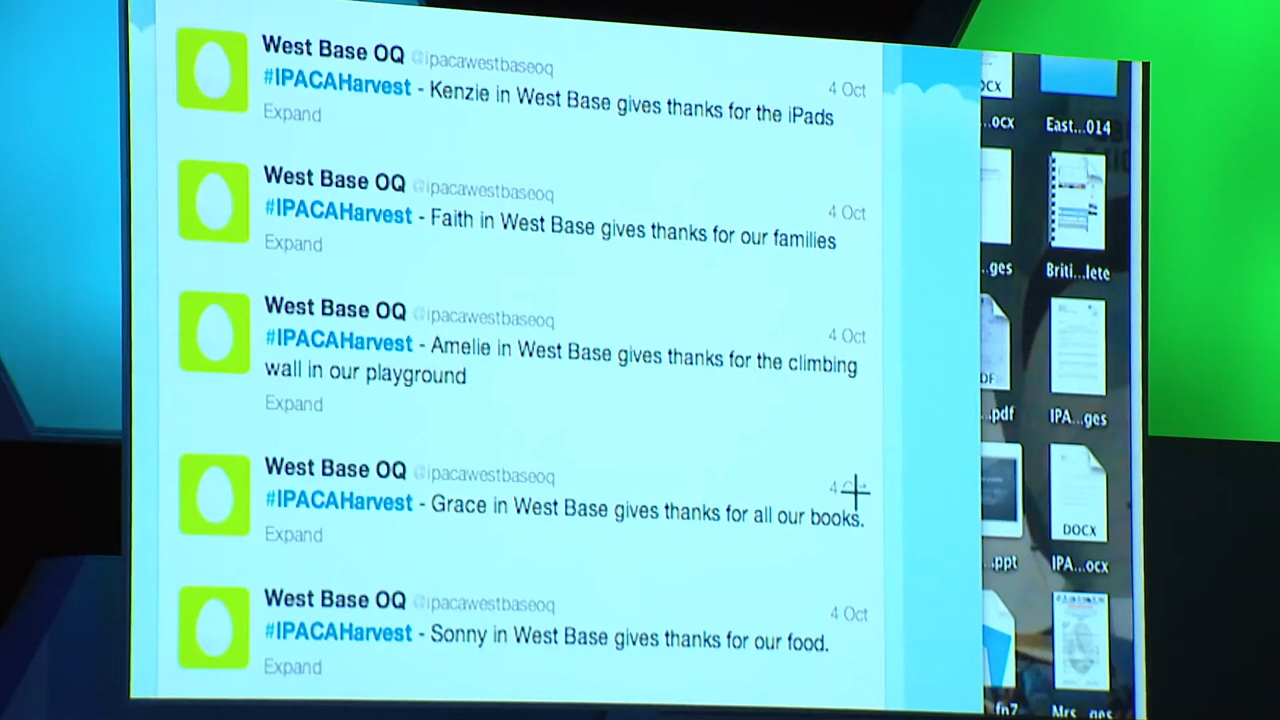 West Base OQ @ipacawestbaseoq
4 Oct
#IPACAHarvest - Kenzie in West Base gives thanks for the iPads
Expand
West Base OQ @ipacawestbaseoq
4 Oct
#IPACAHarvest - Faith in West Base gives thanks for our families
Expand
West Base OQ @ipacawestbaseoq
4 Oct
#IPACAHarvest - Amelie in West Base gives thanks for the climbing
wall in our playground
Expand
West Base OQ @ipacawestbaseoq
4
#IPACAHarvest - Grace in West Base gives thanks for all our books.
Expand
West Base OQ @ipacawestbaseoq
4 Oct
#IPACAHarvest - Sonny in West Base gives thanks for our food.
Expand
...ocx
East...014
..ges
Briti...lete
...pdf
IPA...ges
DOCX
...ppt
IPA...ocx